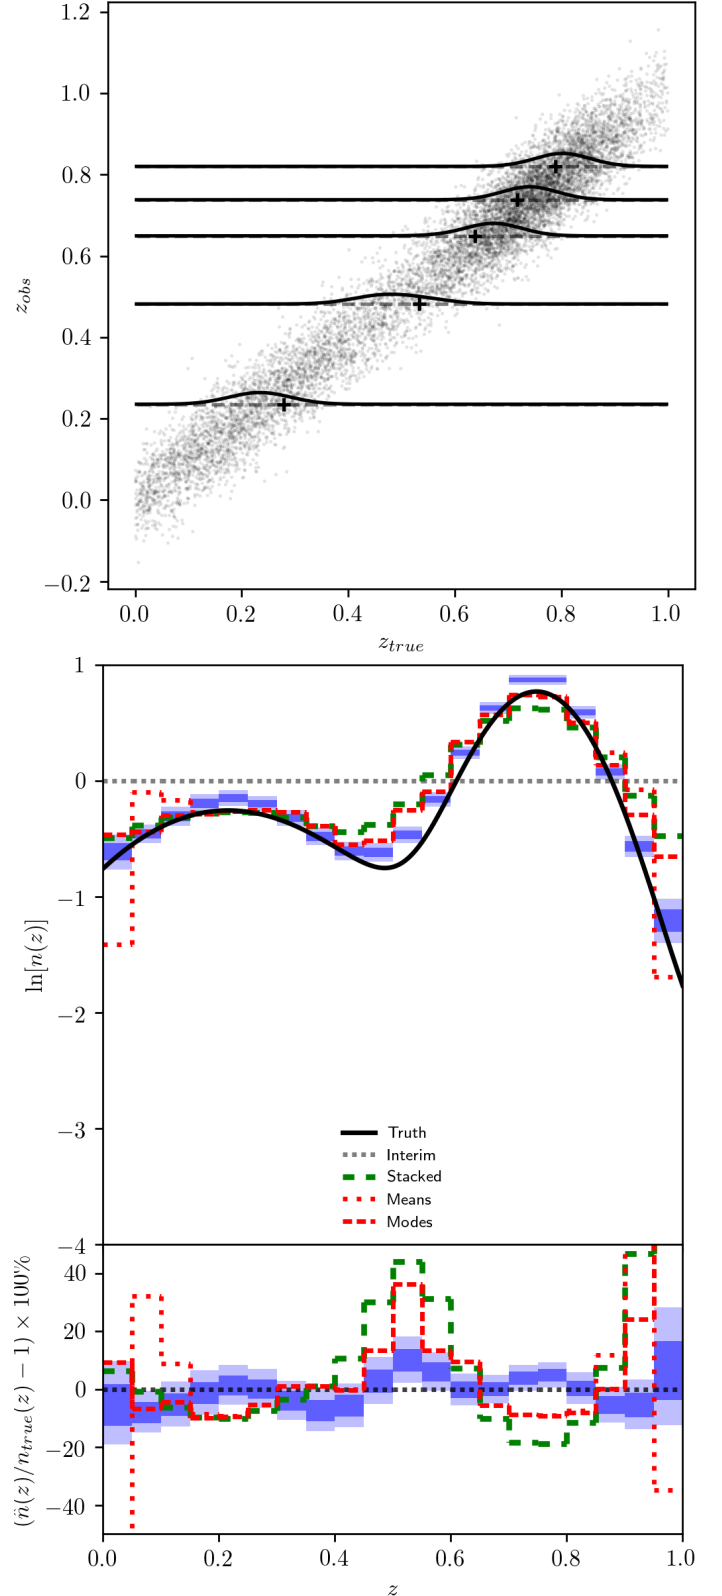 1.2
1.0
0.8
0.6
0.4
0.2
0.0
−0.2
z_obs
0.0 0.2 0.4 0.6 0.8 1.0
z_true
1
0
−1
−2
−3
−4
ln[n(z)]
Truth
Interim
Stacked
Means
Modes
40
20
0
−20
−40
(n̂(z)/n_true(z) − 1) × 100%
0.0 0.2 0.4 0.6 0.8 1.0
z